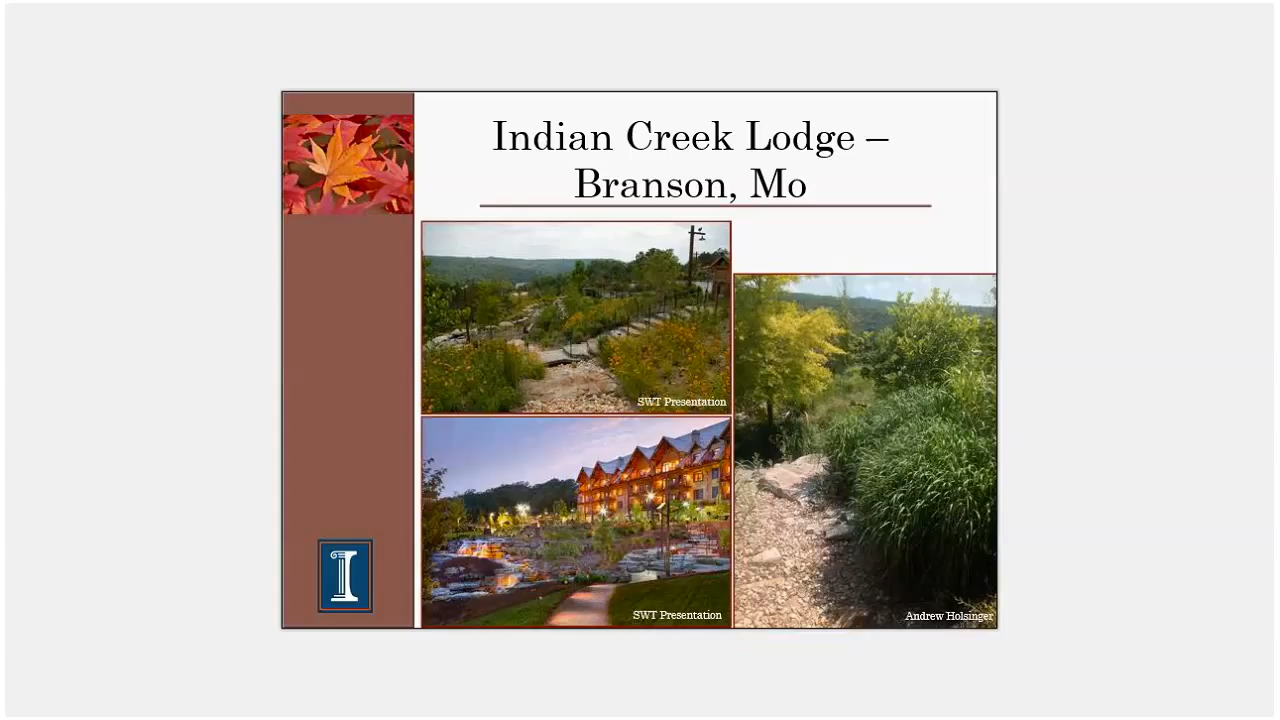 Indian Creek Lodge –
Branson, Mo
SWT Presentation
SWT Presentation
Andrew Holsinger
I